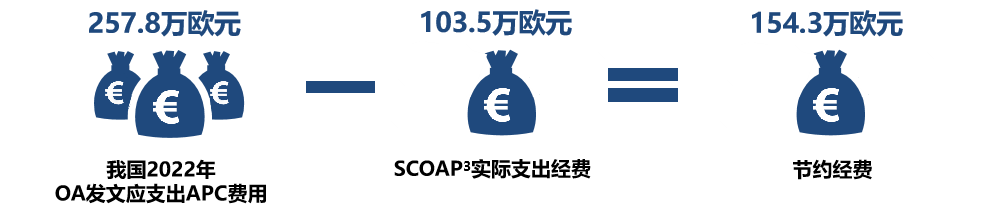 257.8万欧元
103.5万欧元
154.3万欧元
€
€
€
€
€
我国2022年
OA发文应支出APC费用
SCOAP³实际支出经费
节约经费